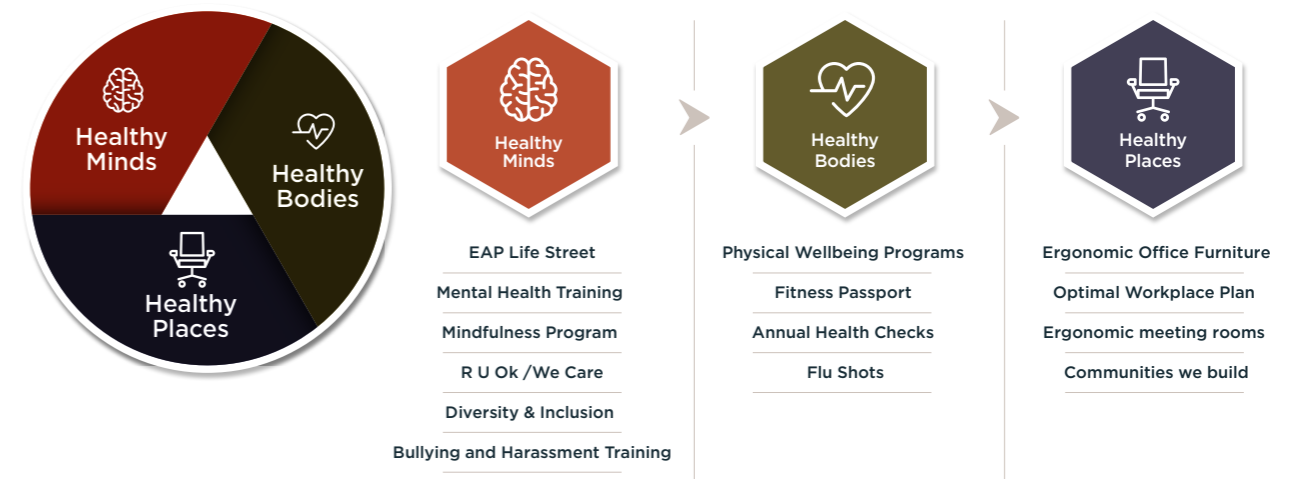 Healthy
Minds
Healthy
Bodies
Healthy
Places
Healthy
Minds
EAP Life Street
Mental Health Training
Mindfulness Program
R U Ok /We Care
Diversity & Inclusion
Bullying and Harassment Training
Healthy
Bodies
Physical Wellbeing Programs
Fitness Passport
Annual Health Checks
Flu Shots
Healthy
Places
Ergonomic Office Furniture
Optimal Workplace Plan
Ergonomic meeting rooms
Communities we build